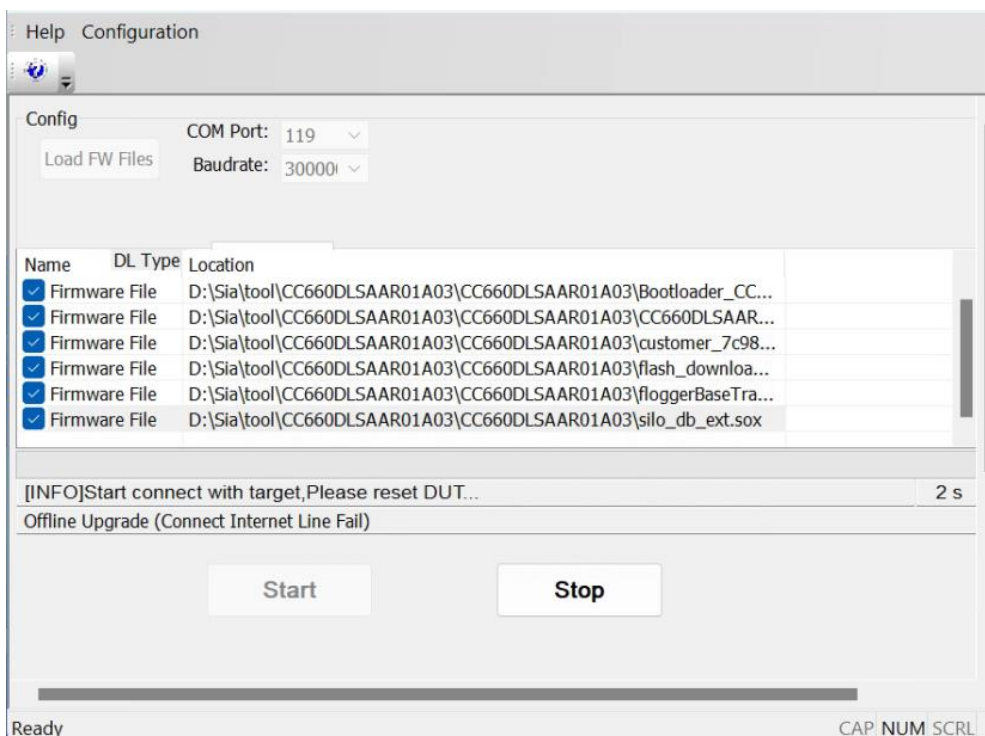 Help Configuration
Config
COM Port: 119
Load FW Files
Baudrate: 30000
Name DL Type Location
Firmware File D:\Sia\tool\CC660DLSAAR01A03\CC660DLSAAR01A03\Bootloader_CC...
Firmware File D:\Sia\tool\CC660DLSAAR01A03\CC660DLSAAR01A03\CC660DLSAAR...
Firmware File D:\Sia\tool\CC660DLSAAR01A03\CC660DLSAAR01A03\customer_7c98...
Firmware File D:\Sia\tool\CC660DLSAAR01A03\CC660DLSAAR01A03\flash_downloa...
Firmware File D:\Sia\tool\CC660DLSAAR01A03\CC660DLSAAR01A03\floggerBaseTra...
Firmware File D:\Sia\tool\CC660DLSAAR01A03\CC660DLSAAR01A03\silo_db_ext.sox
[INFO]Start connect with target,Please reset DUT... 2 s
Offline Upgrade (Connect Internet Line Fail)
Start Stop
Ready CAP NUM SCRL